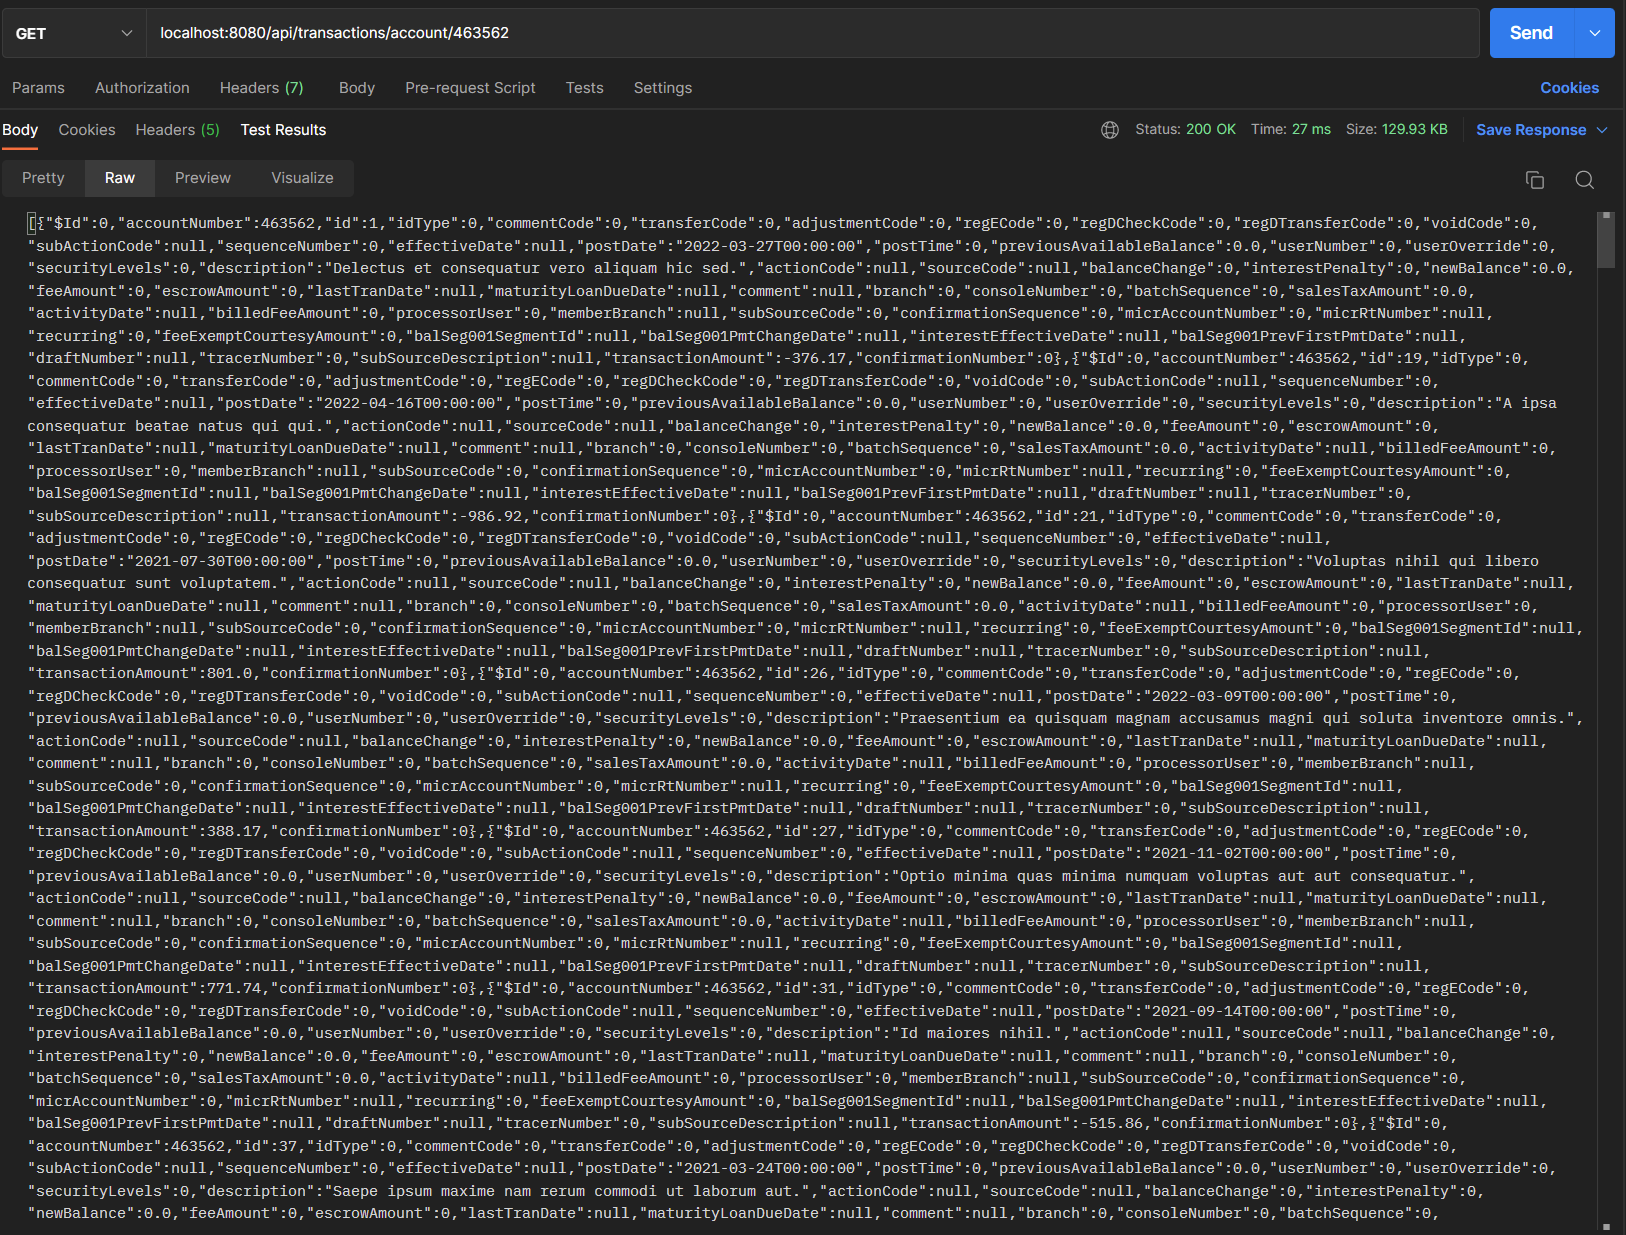 GET localhost:8080/api/transactions/account/463562 Send
Params Authorization Headers (7) Body Pre-request Script Tests Settings Cookies
Body Cookies Headers (5) Test Results Status: 200 OK Time: 27 ms Size: 129.93 KB Save Response
Pretty Raw Preview Visualize
[{"$Id":0,"accountNumber":463562,"id":1,"idType":0,"commentCode":0,"transferCode":0,"adjustmentCode":0,"regECode":0,"regDCheckCode":0,"regDTransferCode":0,"voidCode":0,
"subActionCode":null,"sequenceNumber":0,"effectiveDate":null,"postDate":"2022-03-27T00:00:00","postTime":0,"previousAvailableBalance":0.0,"userNumber":0,"userOverride":0,
"securityLevels":0,"description":"Delectus et consequatur vero aliquam hic sed.","actionCode":null,"sourceCode":null,"balanceChange":0,"interestPenalty":0,"newBalance":0.0,
"feeAmount":0,"escrowAmount":0,"lastTranDate":null,"maturityLoanDueDate":null,"comment":null,"branch":0,"consoleNumber":0,"batchSequence":0,"salesTaxAmount":0.0,
"activityDate":null,"billedFeeAmount":0,"processorUser":0,"memberBranch":null,"subSourceCode":0,"confirmationSequence":0,"micrAccountNumber":0,"micrRtNumber":null,
"recurring":0,"feeExemptCourtesyAmount":0,"balSeg001SegmentId":null,"balSeg001PmtChangeDate":null,"interestEffectiveDate":null,"balSeg001PrevFirstPmtDate":null,
"draftNumber":null,"tracerNumber":0,"subSourceDescription":null,"transactionAmount":-376.17,"confirmationNumber":0},{"$Id":0,"accountNumber":463562,"id":19,"idType":0,
"commentCode":0,"transferCode":0,"adjustmentCode":0,"regECode":0,"regDCheckCode":0,"regDTransferCode":0,"voidCode":0,"subActionCode":null,"sequenceNumber":0,
"effectiveDate":null,"postDate":"2022-04-16T00:00:00","postTime":0,"previousAvailableBalance":0.0,"userNumber":0,"userOverride":0,"securityLevels":0,"description":"A ipsa
consequatur beatae natus qui qui.","actionCode":null,"sourceCode":null,"balanceChange":0,"interestPenalty":0,"newBalance":0.0,"feeAmount":0,"escrowAmount":0,
"lastTranDate":null,"maturityLoanDueDate":null,"comment":null,"branch":0,"consoleNumber":0,"batchSequence":0,"salesTaxAmount":0.0,"activityDate":null,"billedFeeAmount":0,
"processorUser":0,"memberBranch":null,"subSourceCode":0,"confirmationSequence":0,"micrAccountNumber":0,"micrRtNumber":null,"recurring":0,"feeExemptCourtesyAmount":0,
"balSeg001SegmentId":null,"balSeg001PmtChangeDate":null,"interestEffectiveDate":null,"balSeg001PrevFirstPmtDate":null,"draftNumber":null,"tracerNumber":0,
"subSourceDescription":null,"transactionAmount":-986.92,"confirmationNumber":0},{"$Id":0,"accountNumber":463562,"id":21,"idType":0,"commentCode":0,"transferCode":0,
"adjustmentCode":0,"regECode":0,"regDCheckCode":0,"regDTransferCode":0,"voidCode":0,"subActionCode":null,"sequenceNumber":0,"effectiveDate":null,
"postDate":"2021-07-30T00:00:00","postTime":0,"previousAvailableBalance":0.0,"userNumber":0,"userOverride":0,"securityLevels":0,"description":"Voluptas nihil qui libero
consequatur sunt voluptatem.","actionCode":null,"sourceCode":null,"balanceChange":0,"interestPenalty":0,"newBalance":0.0,"feeAmount":0,"escrowAmount":0,"lastTranDate":null,
"maturityLoanDueDate":null,"comment":null,"branch":0,"consoleNumber":0,"batchSequence":0,"salesTaxAmount":0.0,"activityDate":null,"billedFeeAmount":0,"processorUser":0,
"memberBranch":null,"subSourceCode":0,"confirmationSequence":0,"micrAccountNumber":0,"micrRtNumber":null,"recurring":0,"feeExemptCourtesyAmount":0,"balSeg001SegmentId":null,
"balSeg001PmtChangeDate":null,"interestEffectiveDate":null,"balSeg001PrevFirstPmtDate":null,"draftNumber":null,"tracerNumber":0,"subSourceDescription":null,
"transactionAmount":801.0,"confirmationNumber":0},{"$Id":0,"accountNumber":463562,"id":26,"idType":0,"commentCode":0,"transferCode":0,"adjustmentCode":0,"regECode":0,
"regDCheckCode":0,"regDTransferCode":0,"voidCode":0,"subActionCode":null,"sequenceNumber":0,"effectiveDate":null,"postDate":"2022-03-09T00:00:00","postTime":0,
"previousAvailableBalance":0.0,"userNumber":0,"userOverride":0,"securityLevels":0,"description":"Praesentium ea quisquam magnam accusamus magni qui soluta inventore omnis.",
"actionCode":null,"sourceCode":null,"balanceChange":0,"interestPenalty":0,"newBalance":0.0,"feeAmount":0,"escrowAmount":0,"lastTranDate":null,"maturityLoanDueDate":null,
"comment":null,"branch":0,"consoleNumber":0,"batchSequence":0,"salesTaxAmount":0.0,"activityDate":null,"billedFeeAmount":0,"processorUser":0,"memberBranch":null,
"subSourceCode":0,"confirmationSequence":0,"micrAccountNumber":0,"micrRtNumber":null,"recurring":0,"feeExemptCourtesyAmount":0,"balSeg001SegmentId":null,
"balSeg001PmtChangeDate":null,"interestEffectiveDate":null,"balSeg001PrevFirstPmtDate":null,"draftNumber":null,"tracerNumber":0,"subSourceDescription":null,
"transactionAmount":388.17,"confirmationNumber":0},{"$Id":0,"accountNumber":463562,"id":27,"idType":0,"commentCode":0,"transferCode":0,"adjustmentCode":0,"regECode":0,
"regDCheckCode":0,"regDTransferCode":0,"voidCode":0,"subActionCode":null,"sequenceNumber":0,"effectiveDate":null,"postDate":"2021-11-02T00:00:00","postTime":0,
"previousAvailableBalance":0.0,"userNumber":0,"userOverride":0,"securityLevels":0,"description":"Optio minima quas minima numquam voluptas aut aut consequatur.",
"actionCode":null,"sourceCode":null,"balanceChange":0,"interestPenalty":0,"newBalance":0.0,"feeAmount":0,"escrowAmount":0,"lastTranDate":null,"maturityLoanDueDate":null,
"comment":null,"branch":0,"consoleNumber":0,"batchSequence":0,"salesTaxAmount":0.0,"activityDate":null,"billedFeeAmount":0,"processorUser":0,"memberBranch":null,
"subSourceCode":0,"confirmationSequence":0,"micrAccountNumber":0,"micrRtNumber":null,"recurring":0,"feeExemptCourtesyAmount":0,"balSeg001SegmentId":null,
"balSeg001PmtChangeDate":null,"interestEffectiveDate":null,"balSeg001PrevFirstPmtDate":null,"draftNumber":null,"tracerNumber":0,"subSourceDescription":null,
"transactionAmount":771.74,"confirmationNumber":0},{"$Id":0,"accountNumber":463562,"id":31,"idType":0,"commentCode":0,"transferCode":0,"adjustmentCode":0,"regECode":0,
"regDCheckCode":0,"regDTransferCode":0,"voidCode":0,"subActionCode":null,"sequenceNumber":0,"effectiveDate":null,"postDate":"2021-09-14T00:00:00","postTime":0,
"previousAvailableBalance":0.0,"userNumber":0,"userOverride":0,"securityLevels":0,"description":"Id maiores nihil.","actionCode":null,"sourceCode":null,"balanceChange":0,
"interestPenalty":0,"newBalance":0.0,"feeAmount":0,"escrowAmount":0,"lastTranDate":null,"maturityLoanDueDate":null,"comment":null,"branch":0,"consoleNumber":0,
"batchSequence":0,"salesTaxAmount":0.0,"activityDate":null,"billedFeeAmount":0,"processorUser":0,"memberBranch":null,"subSourceCode":0,"confirmationSequence":0,
"micrAccountNumber":0,"micrRtNumber":null,"recurring":0,"feeExemptCourtesyAmount":0,"balSeg001SegmentId":null,"balSeg001PmtChangeDate":null,"interestEffectiveDate":null,
"balSeg001PrevFirstPmtDate":null,"draftNumber":null,"tracerNumber":0,"subSourceDescription":null,"transactionAmount":-515.86,"confirmationNumber":0},{"$Id":0,
"accountNumber":463562,"id":37,"idType":0,"commentCode":0,"transferCode":0,"adjustmentCode":0,"regECode":0,"regDCheckCode":0,"regDTransferCode":0,"voidCode":0,
"subActionCode":null,"sequenceNumber":0,"effectiveDate":null,"postDate":"2021-03-24T00:00:00","postTime":0,"previousAvailableBalance":0.0,"userNumber":0,"userOverride":0,
"securityLevels":0,"description":"Saepe ipsum maxime nam rerum commodi ut laborum aut.","actionCode":null,"sourceCode":null,"balanceChange":0,"interestPenalty":0,
"newBalance":0.0,"feeAmount":0,"escrowAmount":0,"lastTranDate":null,"maturityLoanDueDate":null,"comment":null,"branch":0,"consoleNumber":0,"batchSequence":0,